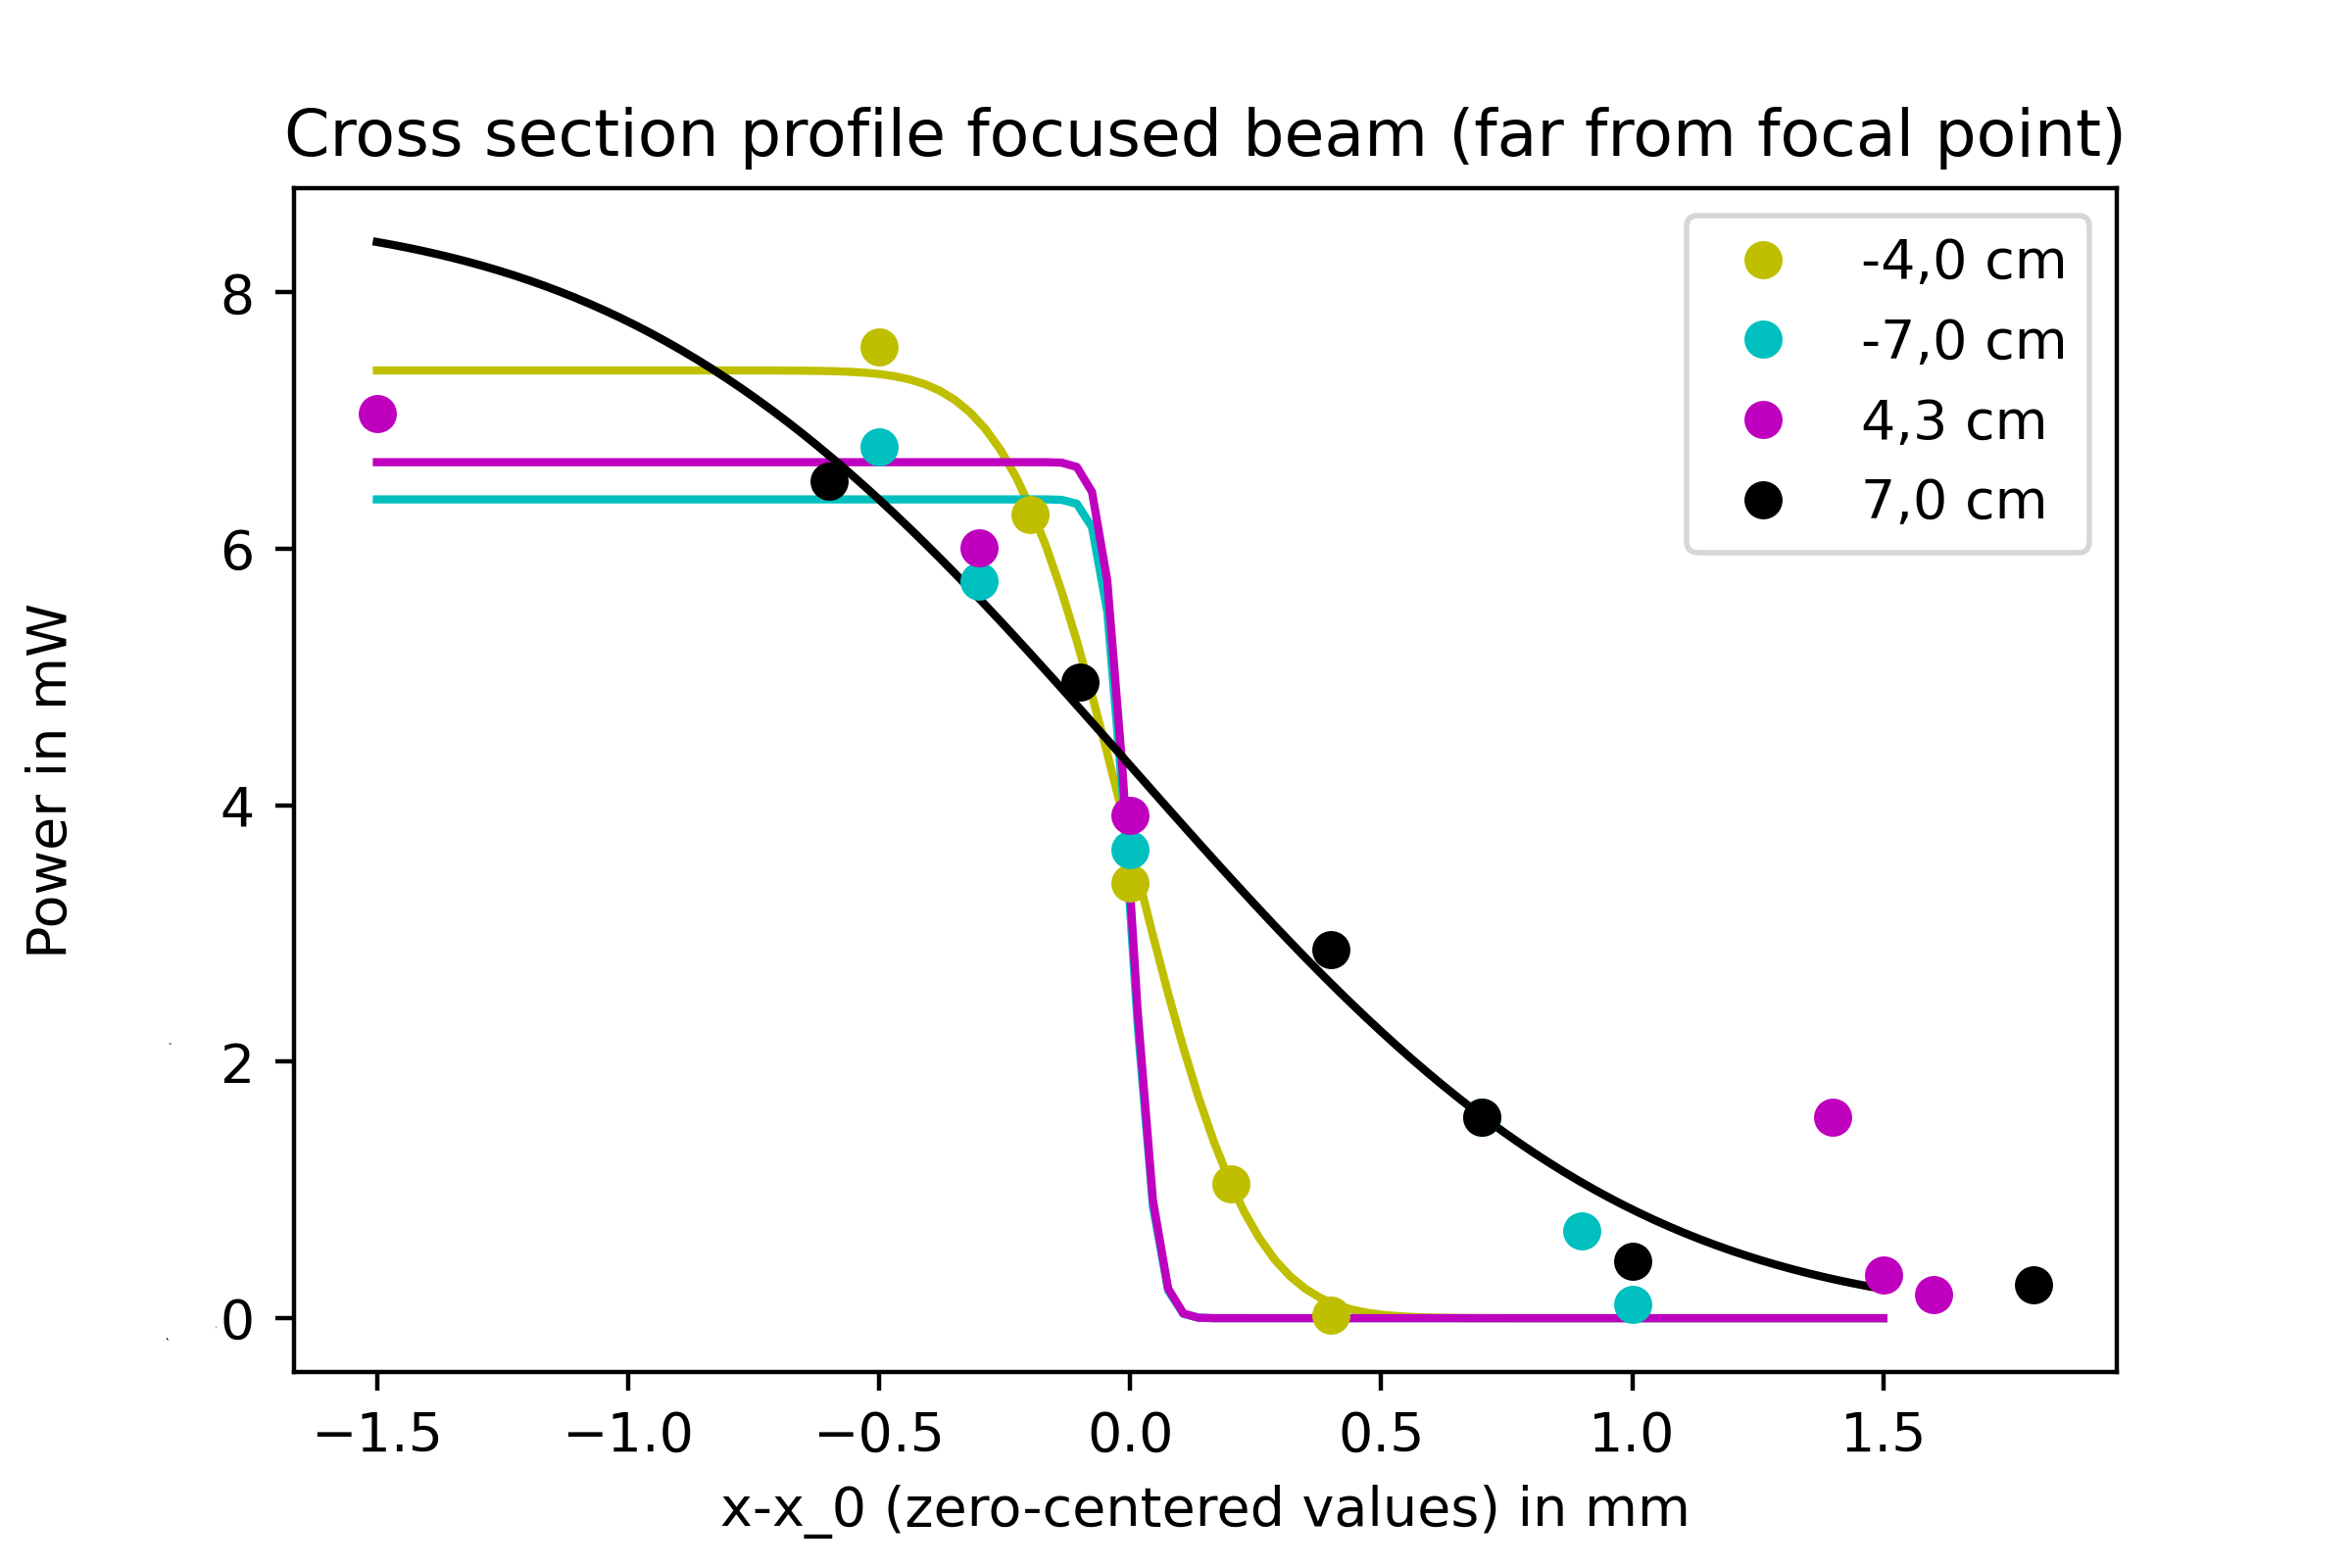 Cross section profile focused beam (far from focal point)
-4,0 cm
-7,0 cm
4,3 cm
7,0 cm
Power in mW
8
6
4
2
0
−1.5 −1.0 −0.5 0.0 0.5 1.0 1.5
x-x_0 (zero-centered values) in mm